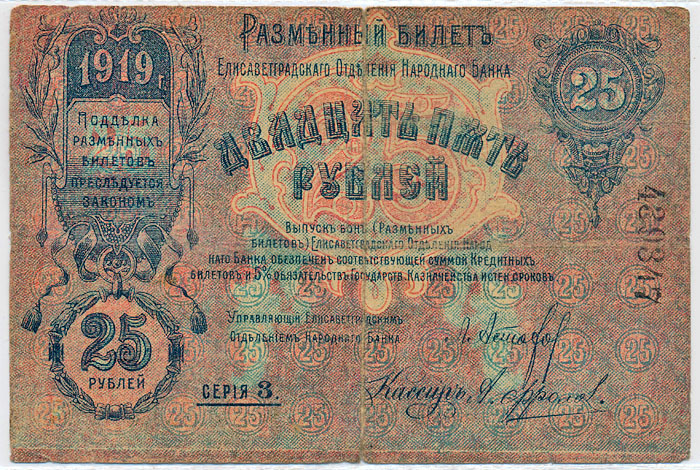 Размѣнный билетъ
Елисаветградскаго Отдѣленія Народнаго Банка
1919 г.
Поддѣлка
размѣнныхъ
билетовъ
преслѣдуется
закономъ
25
25
Двадцать пять
рублей
Выпускъ бонъ (размѣнныхъ
билетовъ) Елисаветградскаго Отдѣленія Народ
наго Банка обезпеченъ соотвѣтствующей суммой Кредитныхъ
билетовъ и 5% обязательствъ Государств. Казначейства истек. сроковъ.
25
рублей
Управляющій Елисаветградскимъ
Отдѣленіемъ Народнаго Банка
Серія 3.
Кассиръ